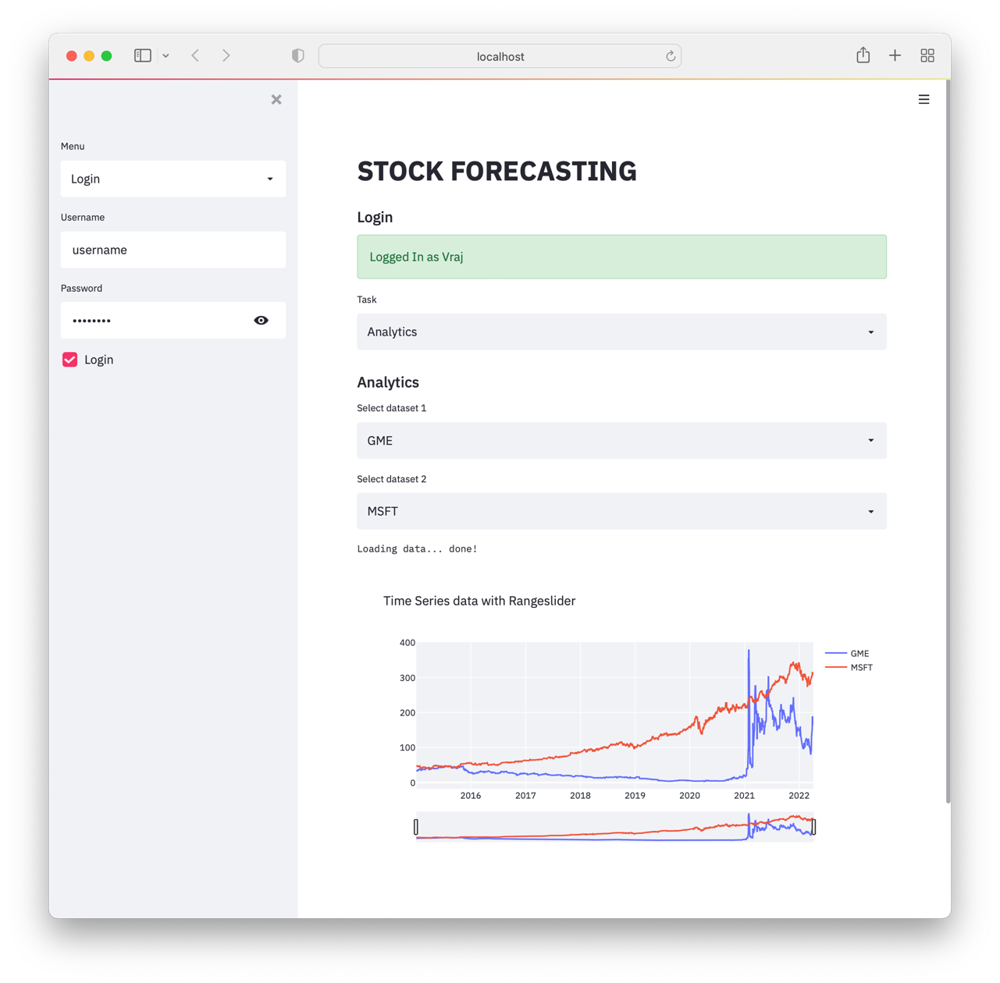 localhost
Menu
Login
Username
username
Password
••••••••
Login
STOCK FORECASTING
Login
Logged In as Vraj
Task
Analytics
Analytics
Select dataset 1
GME
Select dataset 2
MSFT
Loading data... done!
Time Series data with Rangeslider
400
300
200
100
0
2016 2017 2018 2019 2020 2021 2022
GME
MSFT